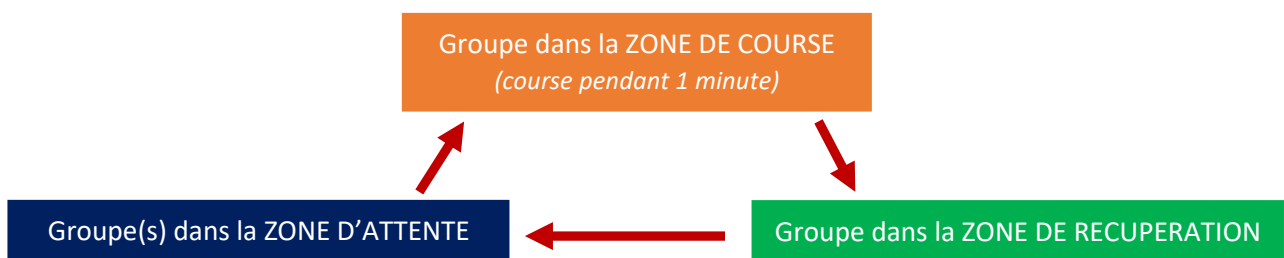 Groupe dans la ZONE DE COURSE
(course pendant 1 minute)
Groupe(s) dans la ZONE D'ATTENTE
Groupe dans la ZONE DE RECUPERATION